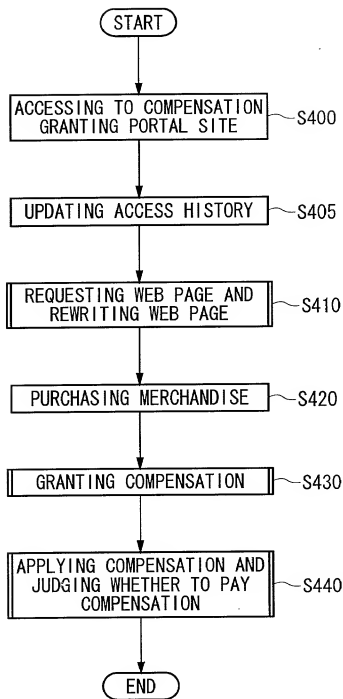 START
ACCESSING TO COMPENSATION
GRANTING PORTAL SITE
S400
UPDATING ACCESS HISTORY
S405
REQUESTING WEB PAGE AND
REWRITING WEB PAGE
S410
PURCHASING MERCHANDISE
S420
GRANTING COMPENSATION
S430
APPLYING COMPENSATION AND
JUDGING WHETHER TO PAY
COMPENSATION
S440
END